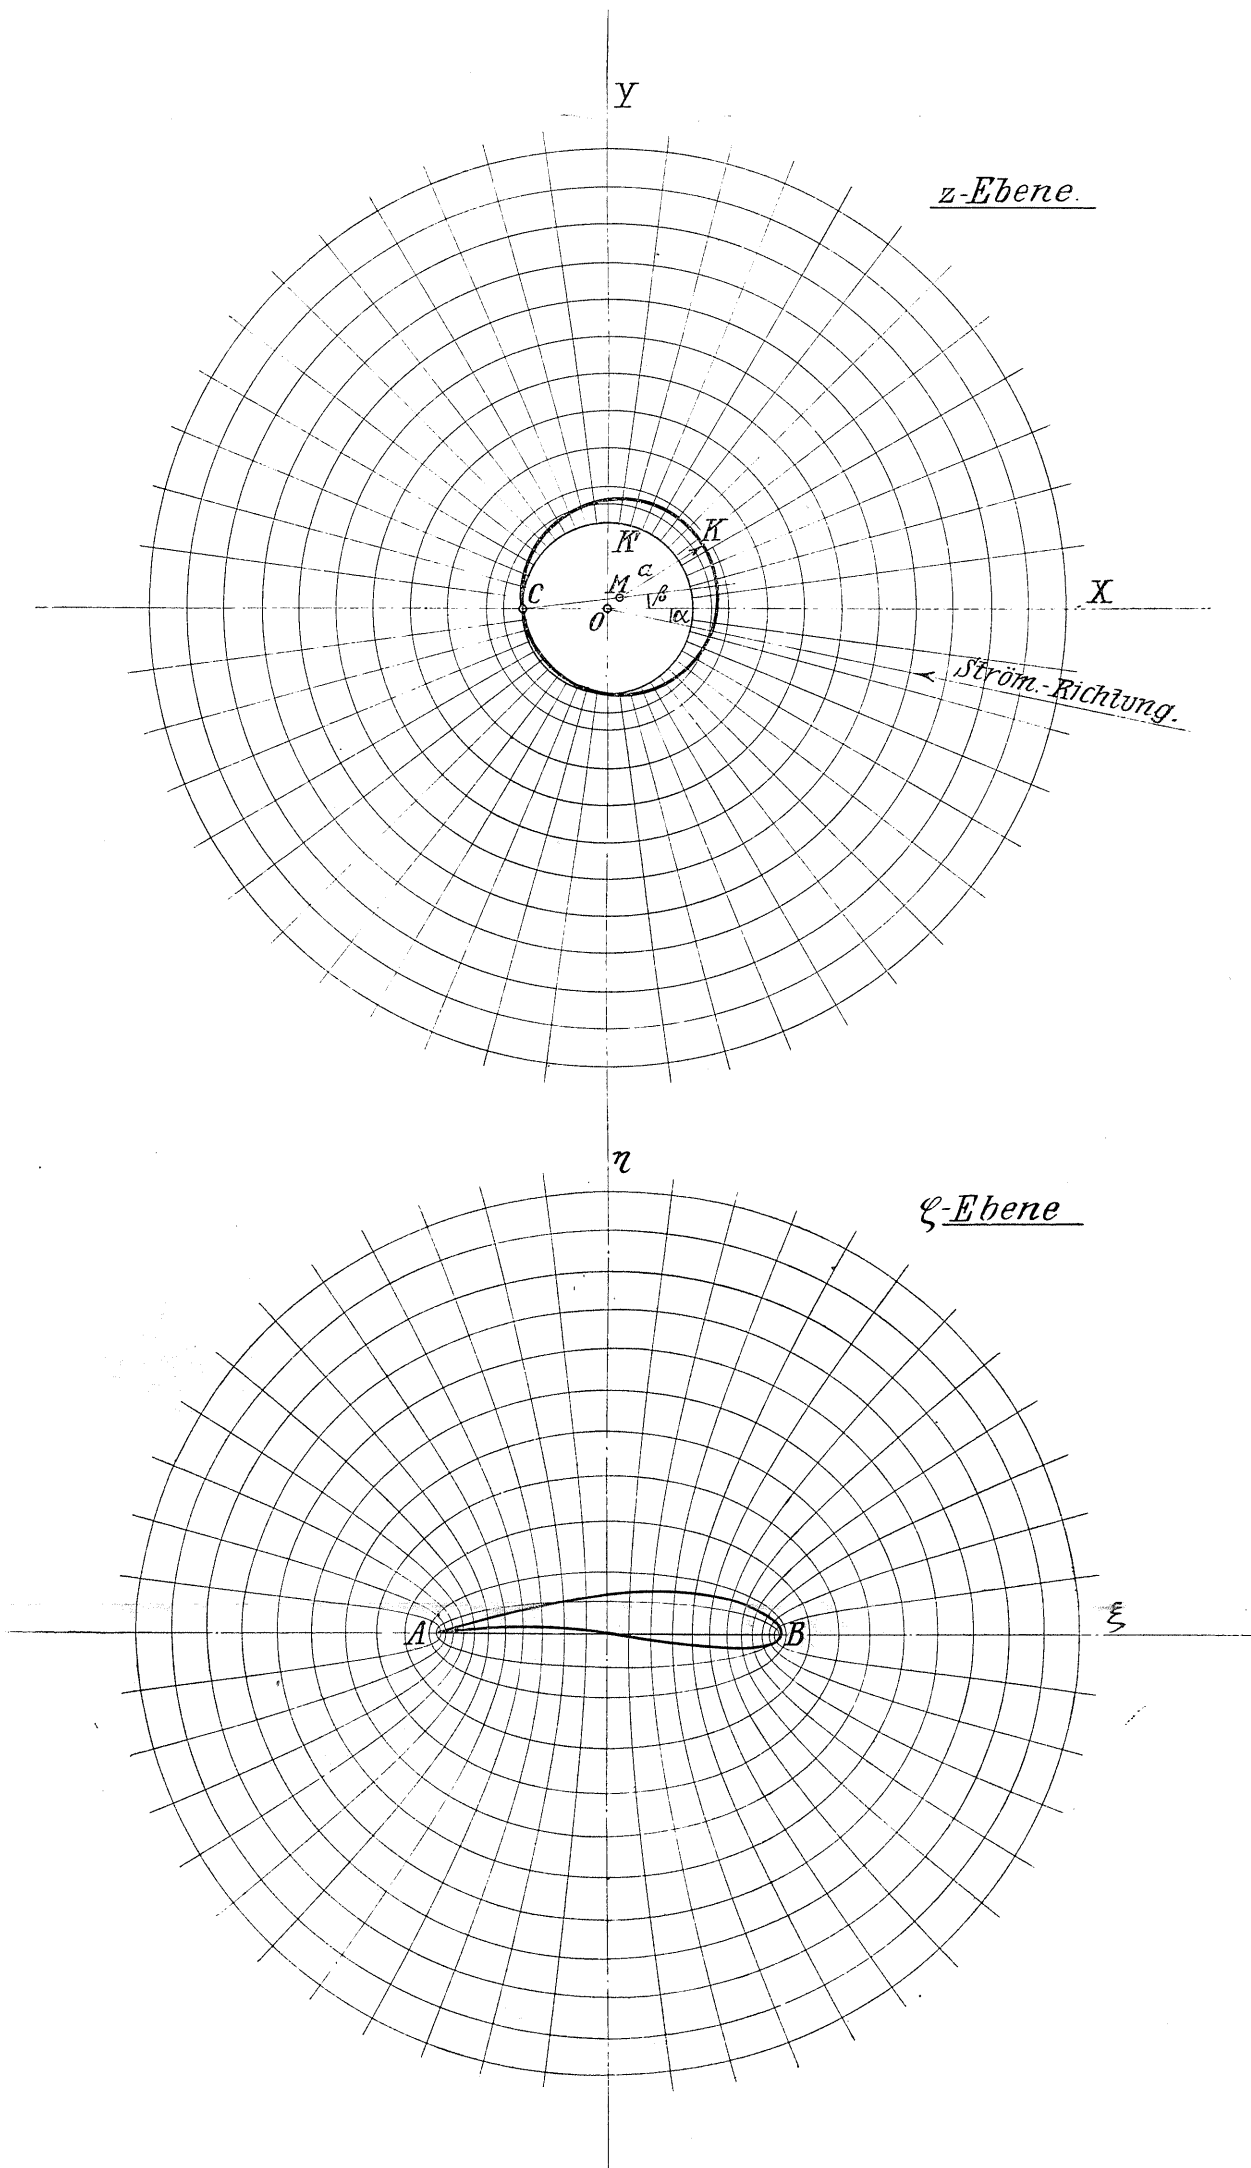 Y
z-Ebene.
K
K'
a
M
β
C
X
O
α
Ström.-Richtung.
η
ζ-Ebene
ξ
A
B